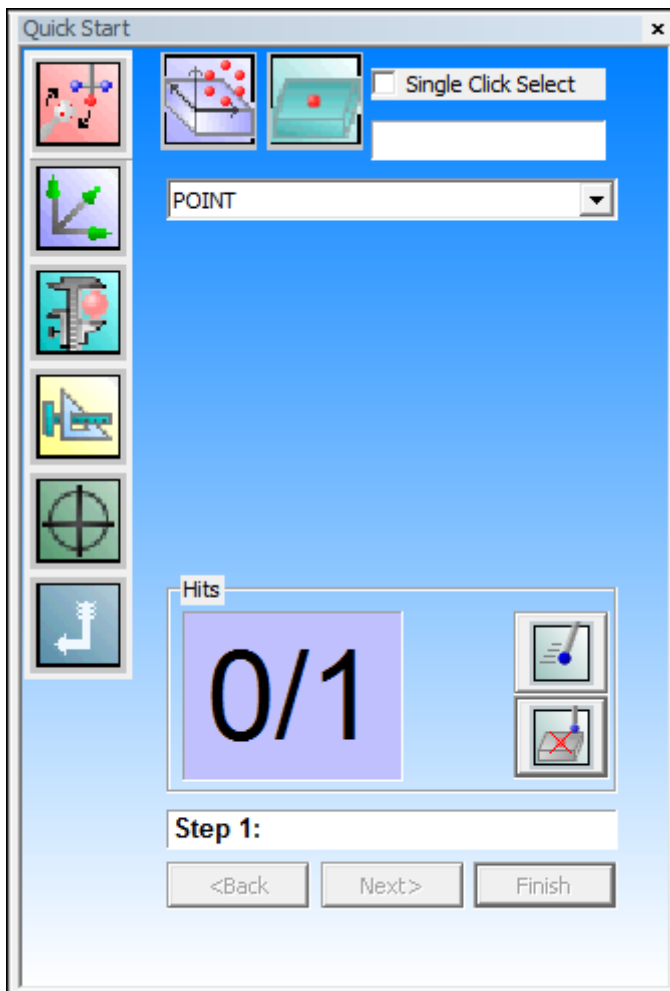 Quick Start
Single Click Select
POINT
Hits
0/1
Step 1:
<Back
Next>
Finish